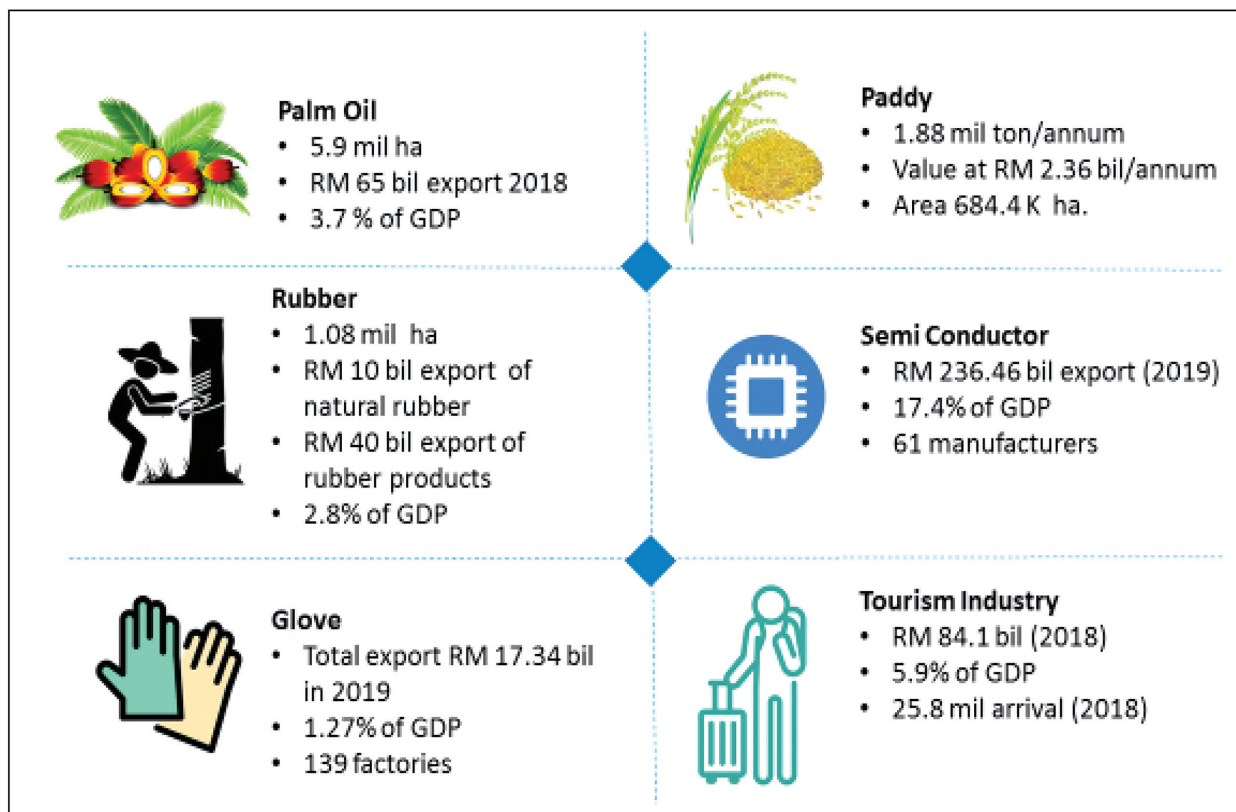 Palm Oil
• 5.9 mil ha
• RM 65 bil export 2018
• 3.7 % of GDP
Paddy
• 1.88 mil ton/annum
• Value at RM 2.36 bil/annum
• Area 684.4 K ha.
Rubber
• 1.08 mil ha
• RM 10 bil export of
natural rubber
• RM 40 bil export of
rubber products
• 2.8% of GDP
Semi Conductor
• RM 236.46 bil export (2019)
• 17.4% of GDP
• 61 manufacturers
Glove
• Total export RM 17.34 bil
in 2019
• 1.27% of GDP
• 139 factories
Tourism Industry
• RM 84.1 bil (2018)
• 5.9% of GDP
• 25.8 mil arrival (2018)